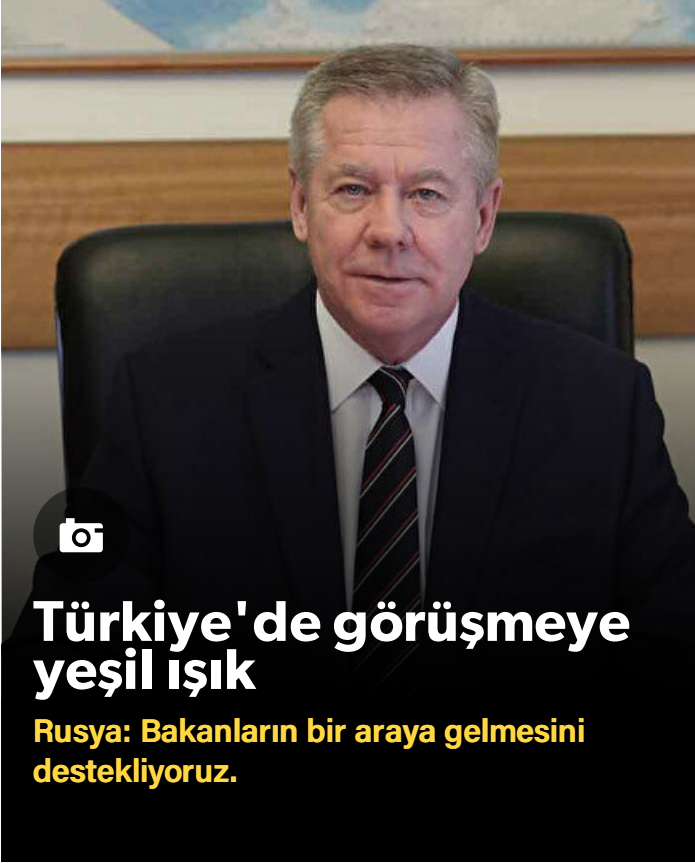 Türkiye'de görüşmeye
yeşil ışık
Rusya: Bakanların bir araya gelmesini
destekliyoruz.